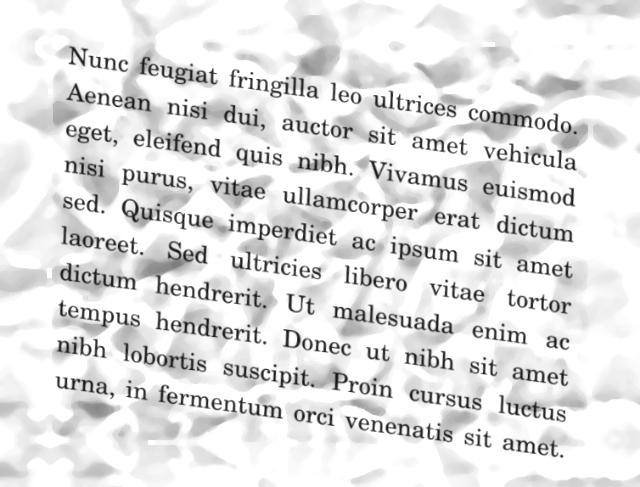 Nunc feugiat fringilla leo ultrices commodo.
Aenean nisi dui, auctor sit amet vehicula
eget, eleifend quis nibh. Vivamus euismod
nisi purus, vitae ullamcorper erat dictum
sed. Quisque imperdiet ac ipsum sit amet
laoreet. Sed ultricies libero vitae tortor
dictum hendrerit. Ut malesuada enim ac
tempus hendrerit. Donec ut nibh sit amet
nibh lobortis suscipit. Proin cursus luctus
urna, in fermentum orci venenatis sit amet.